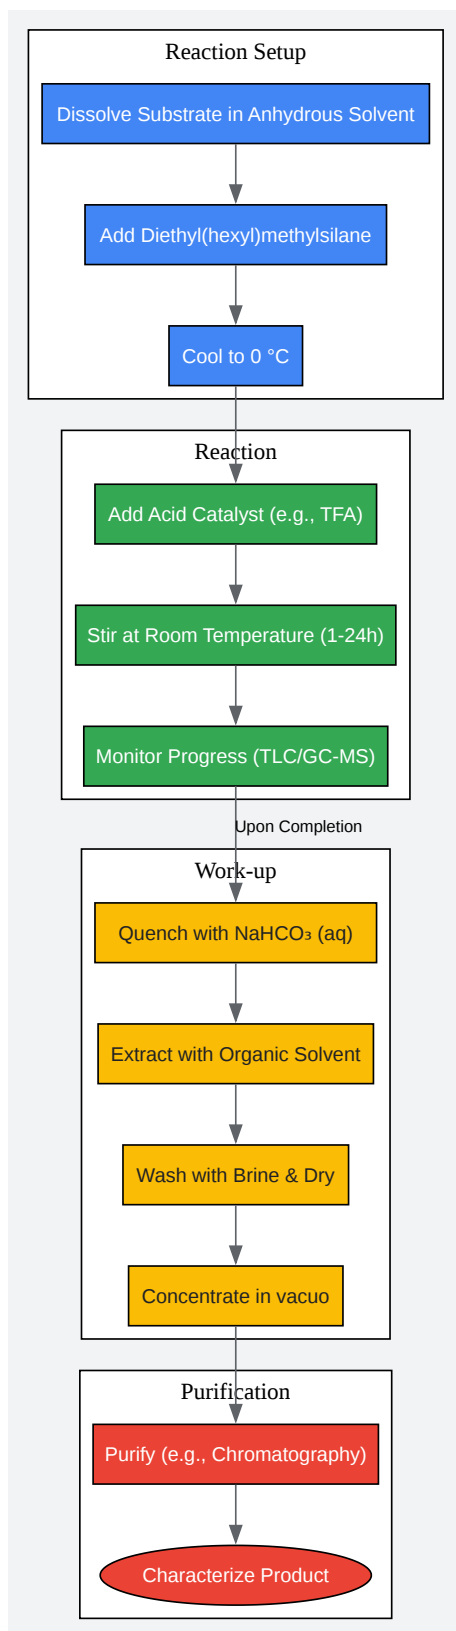 Reaction Setup
Dissolve Substrate in Anhydrous Solvent
Add Diethyl(hexyl)methylsilane
Cool to 0 °C
Reaction
Add Acid Catalyst (e.g., TFA)
Stir at Room Temperature (1-24h)
Monitor Progress (TLC/GC-MS)
Upon Completion
Work-up
Quench with NaHCO₃ (aq)
Extract with Organic Solvent
Wash with Brine & Dry
Concentrate in vacuo
Purification
Purify (e.g., Chromatography)
Characterize Product